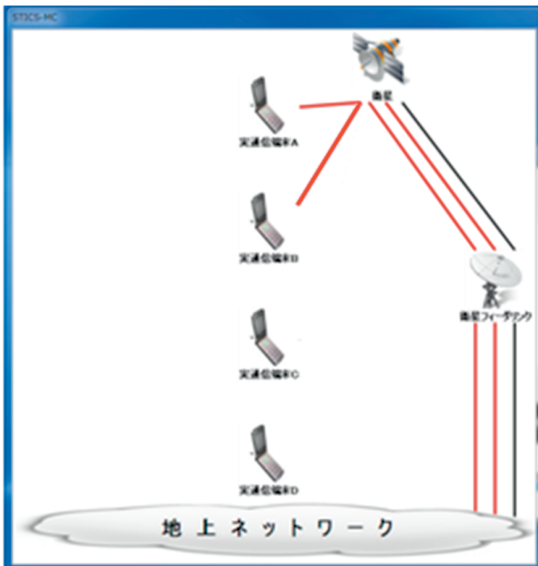 STICS-MC
衛星
実通信端末A
実通信端末B
衛星フィーダリンク
実通信端末C
実通信端末D
地上ネットワーク